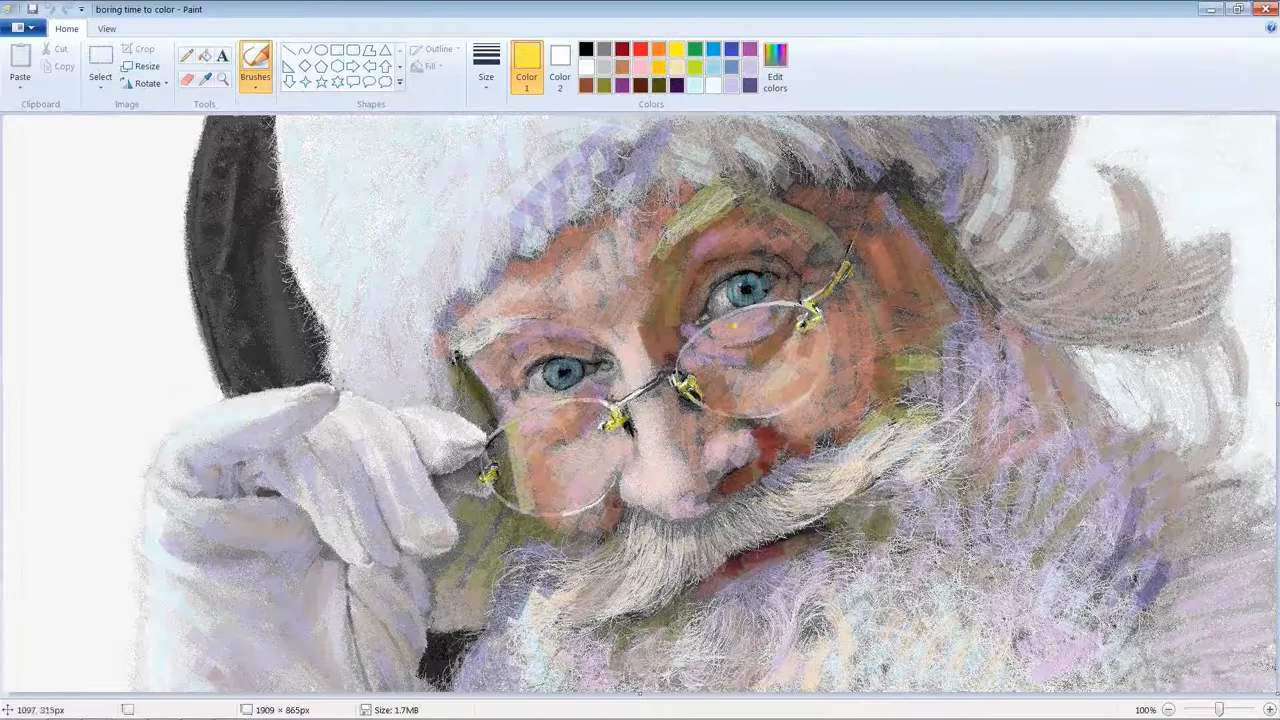 boring time to color - Paint
Home View
Paste
Cut
Copy
Clipboard
Select
Crop
Resize
Rotate
Image
A
Tools
Brushes
Outline
Fill
Shapes
Size
Color 1
Color 2
Edit colors
Colors
1097, 315px
1909 × 865px
Size: 1.7MB
100%